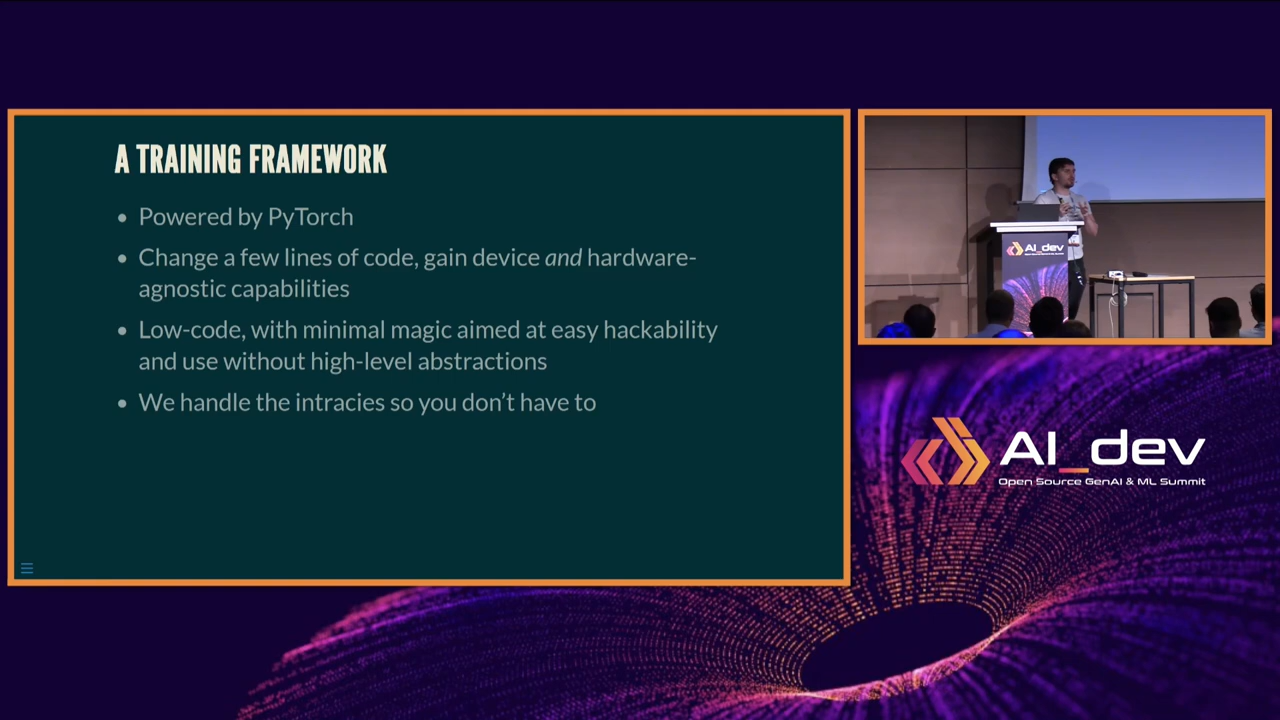 A TRAINING FRAMEWORK
• Powered by PyTorch
• Change a few lines of code, gain device and hardware-
agnostic capabilities
• Low-code, with minimal magic aimed at easy hackability
and use without high-level abstractions
• We handle the intracies so you don't have to
AI_dev
AI_dev
Open Source GenAI & ML Summit